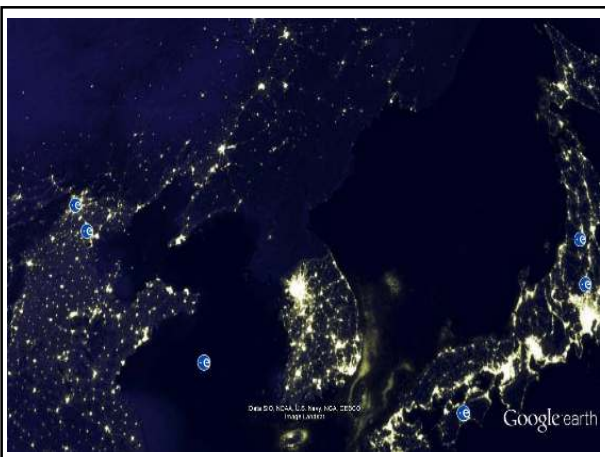 Data SIO, NOAA, U.S. Navy, NGA, GEBCO
Image Landsat
Google earth